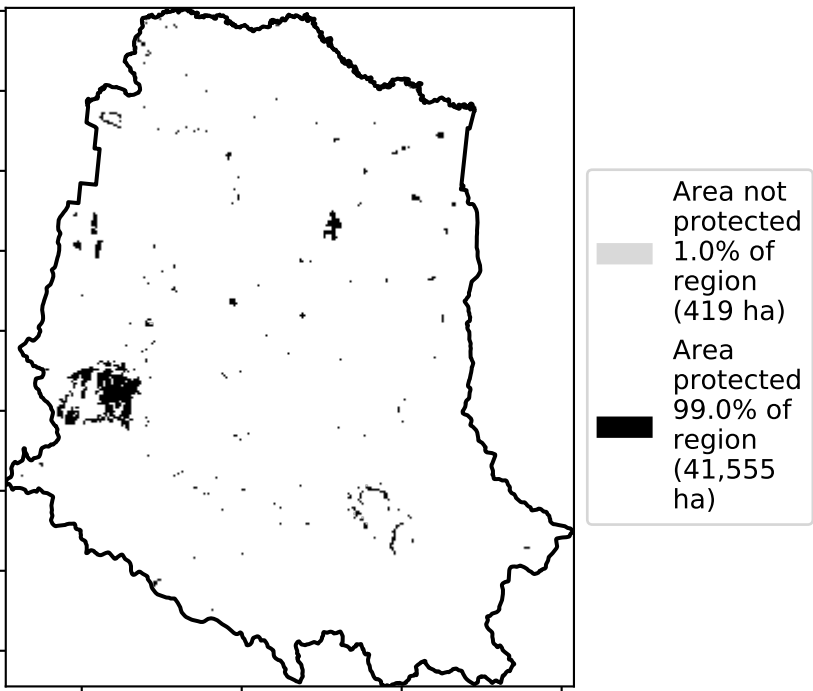 Area not
protected
1.0% of
region
(419 ha)
Area
protected
99.0% of
region
(41,555
ha)